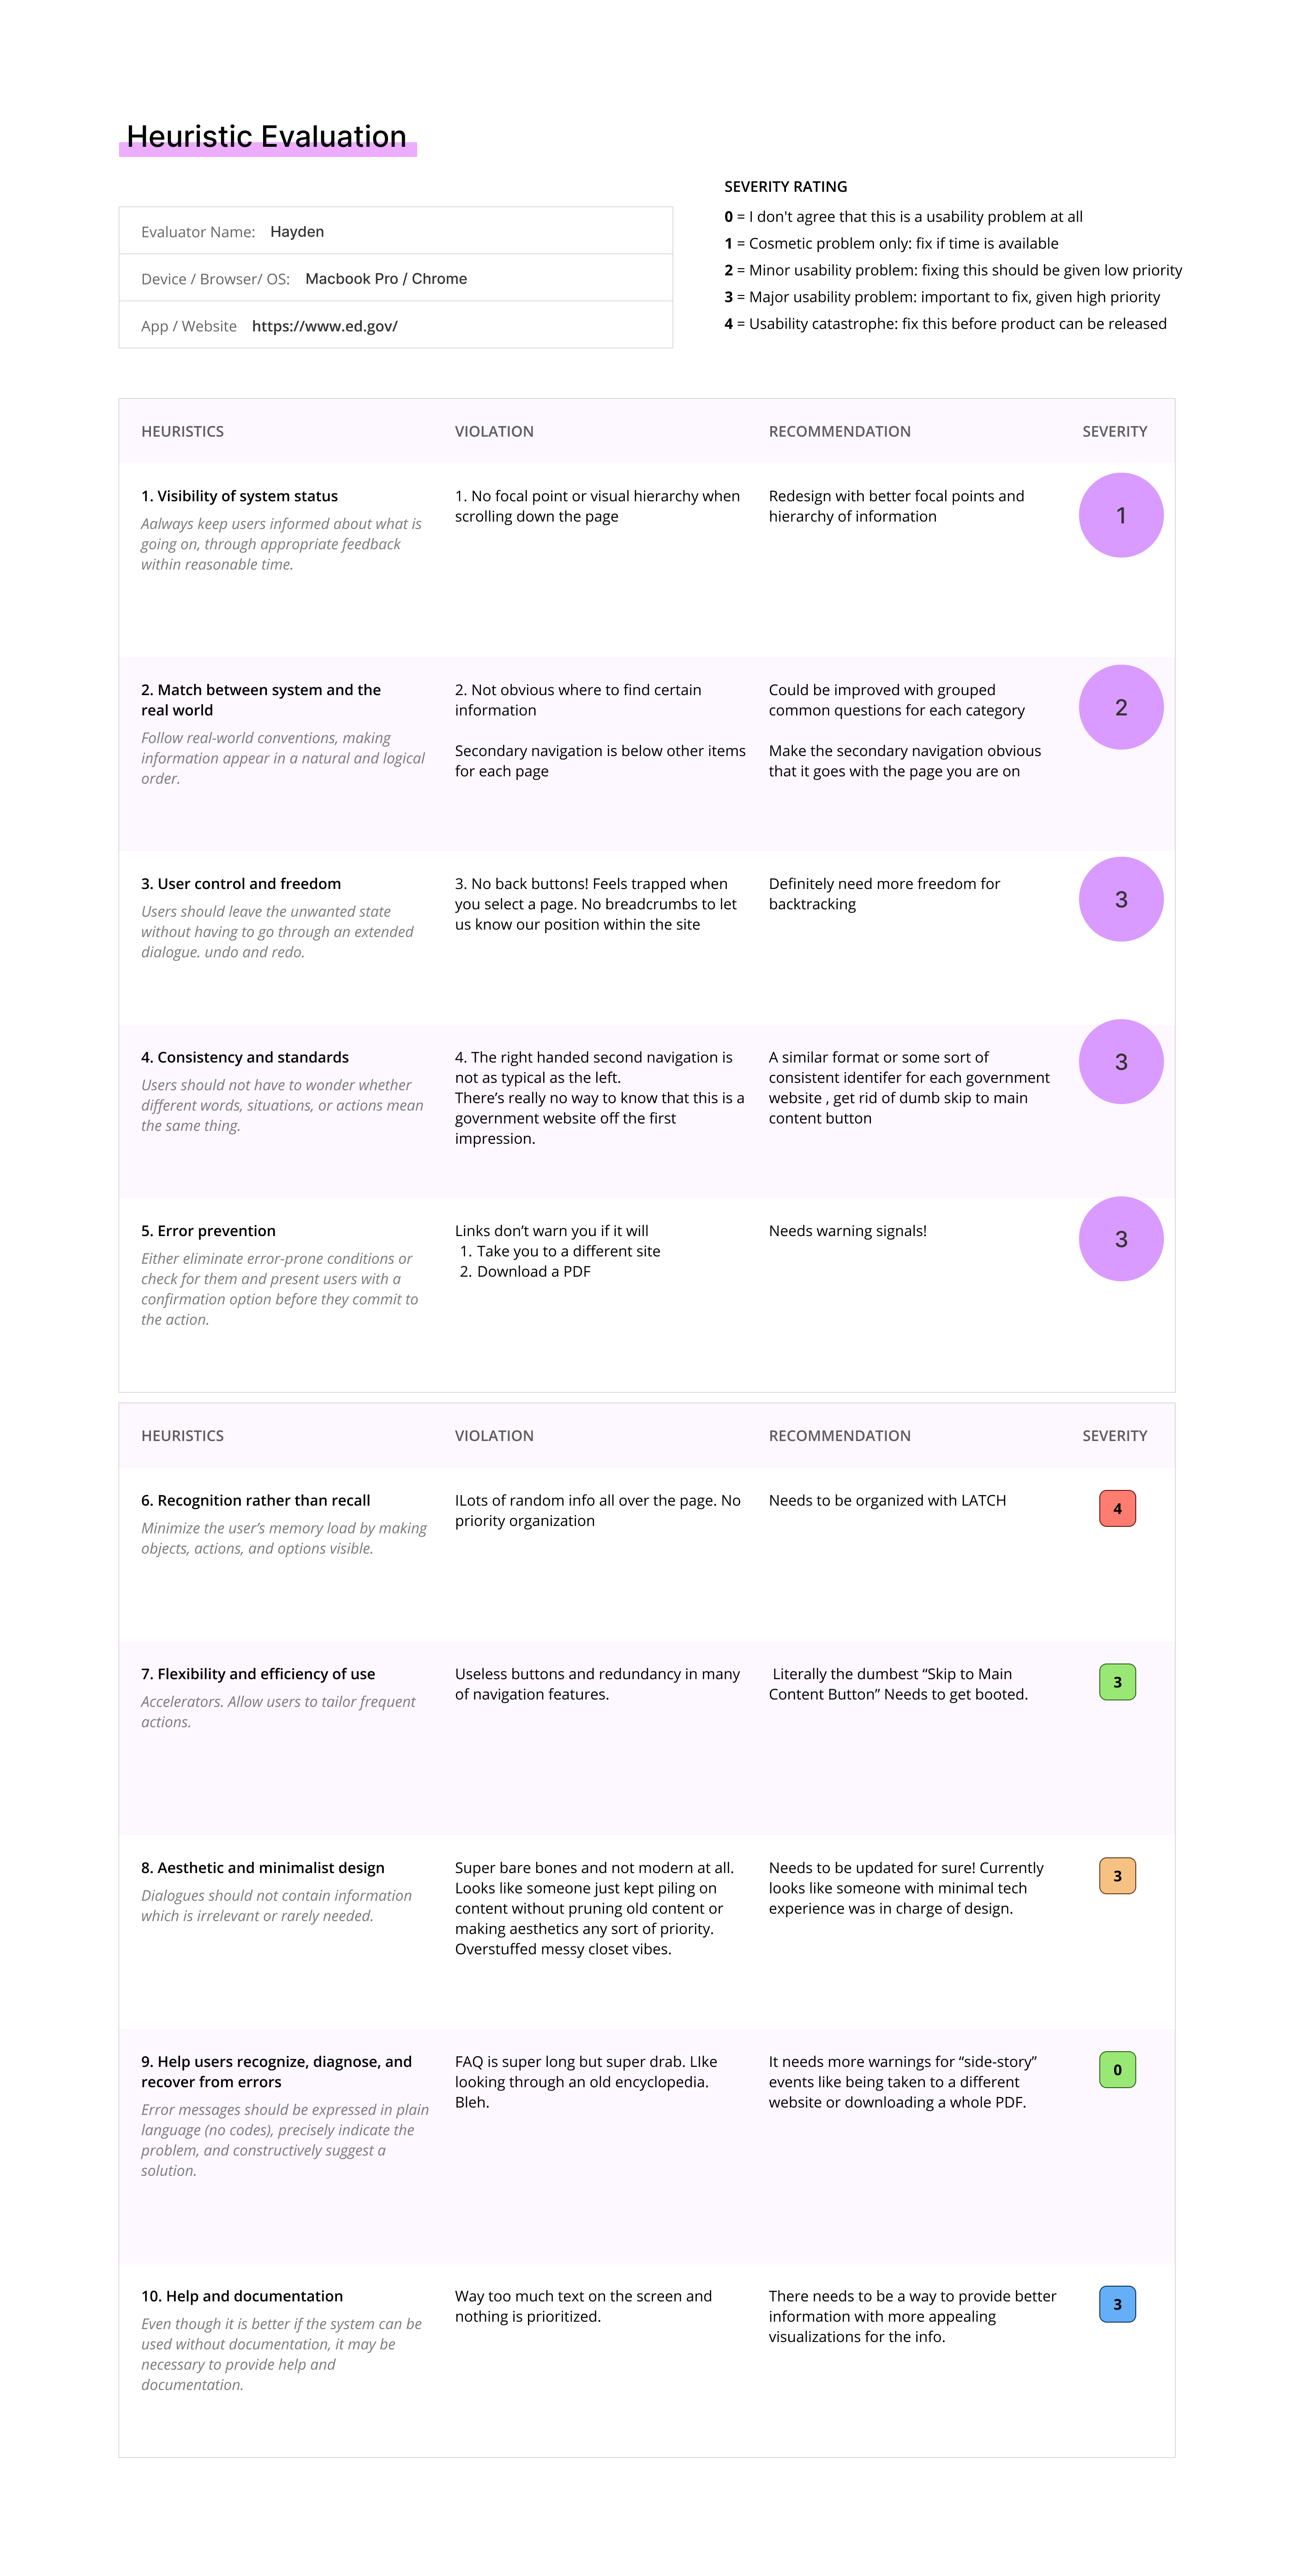 Heuristic Evaluation
SEVERITY RATING
0 = I don't agree that this is a usability problem at all
1 = Cosmetic problem only: fix if time is available
2 = Minor usability problem: fixing this should be given low priority
3 = Major usability problem: important to fix, given high priority
4 = Usability catastrophe: fix this before product can be released
Evaluator Name: Hayden
Device / Browser/ OS: Macbook Pro / Chrome
App / Website https://www.ed.gov/
HEURISTICS VIOLATION RECOMMENDATION SEVERITY
1. Visibility of system status
Aalways keep users informed about what is
going on, through appropriate feedback
within reasonable time.
1. No focal point or visual hierarchy when
scrolling down the page
Redesign with better focal points and
hierarchy of information
1
2. Match between system and the
real world
Follow real-world conventions, making
information appear in a natural and logical
order.
2. Not obvious where to find certain
information
Secondary navigation is below other items
for each page
Could be improved with grouped
common questions for each category
Make the secondary navigation obvious
that it goes with the page you are on
2
3. User control and freedom
Users should leave the unwanted state
without having to go through an extended
dialogue. undo and redo.
3. No back buttons! Feels trapped when
you select a page. No breadcrumbs to let
us know our position within the site
Definitely need more freedom for
backtracking
3
4. Consistency and standards
Users should not have to wonder whether
different words, situations, or actions mean
the same thing.
4. The right handed second navigation is
not as typical as the left.
There’s really no way to know that this is a
government website off the first
impression.
A similar format or some sort of
consistent identifer for each government
website , get rid of dumb skip to main
content button
3
5. Error prevention
Either eliminate error-prone conditions or
check for them and present users with a
confirmation option before they commit to
the action.
Links don’t warn you if it will
1. Take you to a different site
2. Download a PDF
Needs warning signals!
3
HEURISTICS VIOLATION RECOMMENDATION SEVERITY
6. Recognition rather than recall
Minimize the user’s memory load by making
objects, actions, and options visible.
ILots of random info all over the page. No
priority organization
Needs to be organized with LATCH
4
7. Flexibility and efficiency of use
Accelerators. Allow users to tailor frequent
actions.
Useless buttons and redundancy in many
of navigation features.
Literally the dumbest “Skip to Main
Content Button” Needs to get booted.
3
8. Aesthetic and minimalist design
Dialogues should not contain information
which is irrelevant or rarely needed.
Super bare bones and not modern at all.
Looks like someone just kept piling on
content without pruning old content or
making aesthetics any sort of priority.
Overstuffed messy closet vibes.
Needs to be updated for sure! Currently
looks like someone with minimal tech
experience was in charge of design.
3
9. Help users recognize, diagnose, and
recover from errors
Error messages should be expressed in plain
language (no codes), precisely indicate the
problem, and constructively suggest a
solution.
FAQ is super long but super drab. LIke
looking through an old encyclopedia.
Bleh.
It needs more warnings for “side-story”
events like being taken to a different
website or downloading a whole PDF.
0
10. Help and documentation
Even though it is better if the system can be
used without documentation, it may be
necessary to provide help and
documentation.
Way too much text on the screen and
nothing is prioritized.
There needs to be a way to provide better
information with more appealing
visualizations for the info.
3